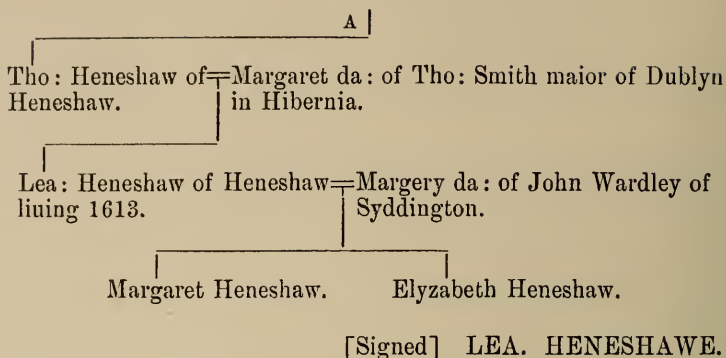 A
Tho: Heneshaw of Margaret da: of Tho: Smith maior of Dublyn
Heneshaw. in Hibernia.
Lea: Heneshaw of Heneshaw Margery da: of John Wardley of
liuing 1613. Syddington.
Margaret Heneshaw. Elyzabeth Heneshaw.
[Signed] LEA. HENESHAWE.